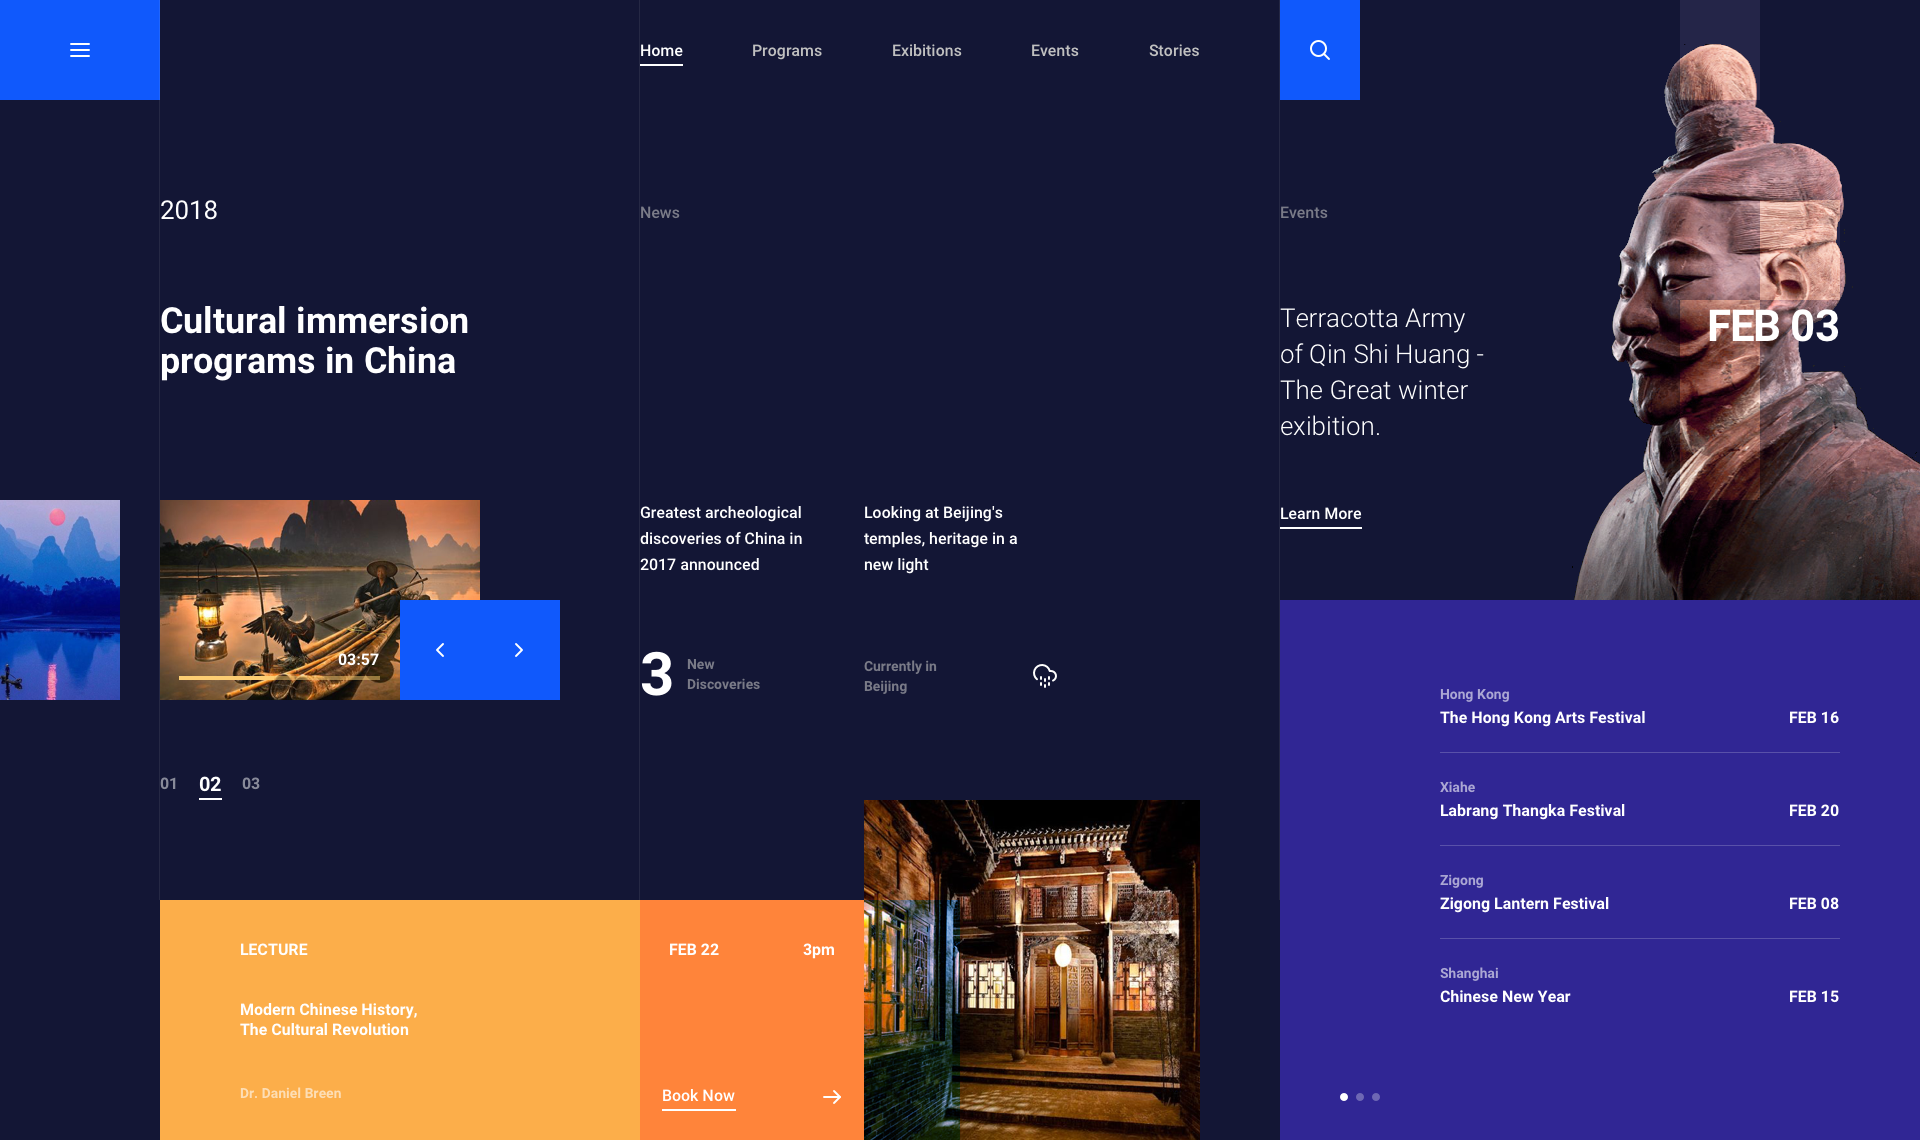 Home
Programs
Exibitions
Events
Stories
2018
Cultural immersion
programs in China
03:57
01
02
03
News
Greatest archeological
discoveries of China in
2017 announced
Looking at Beijing's
temples, heritage in a
new light
3
New
Discoveries
Currently in
Beijing
Events
Terracotta Army
of Qin Shi Huang -
The Great winter
exibition.
FEB 03
Learn More
Hong Kong
The Hong Kong Arts Festival
FEB 16
Xiahe
Labrang Thangka Festival
FEB 20
Zigong
Zigong Lantern Festival
FEB 08
Shanghai
Chinese New Year
FEB 15
LECTURE
Modern Chinese History,
The Cultural Revolution
Dr. Daniel Breen
FEB 22
3pm
Book Now